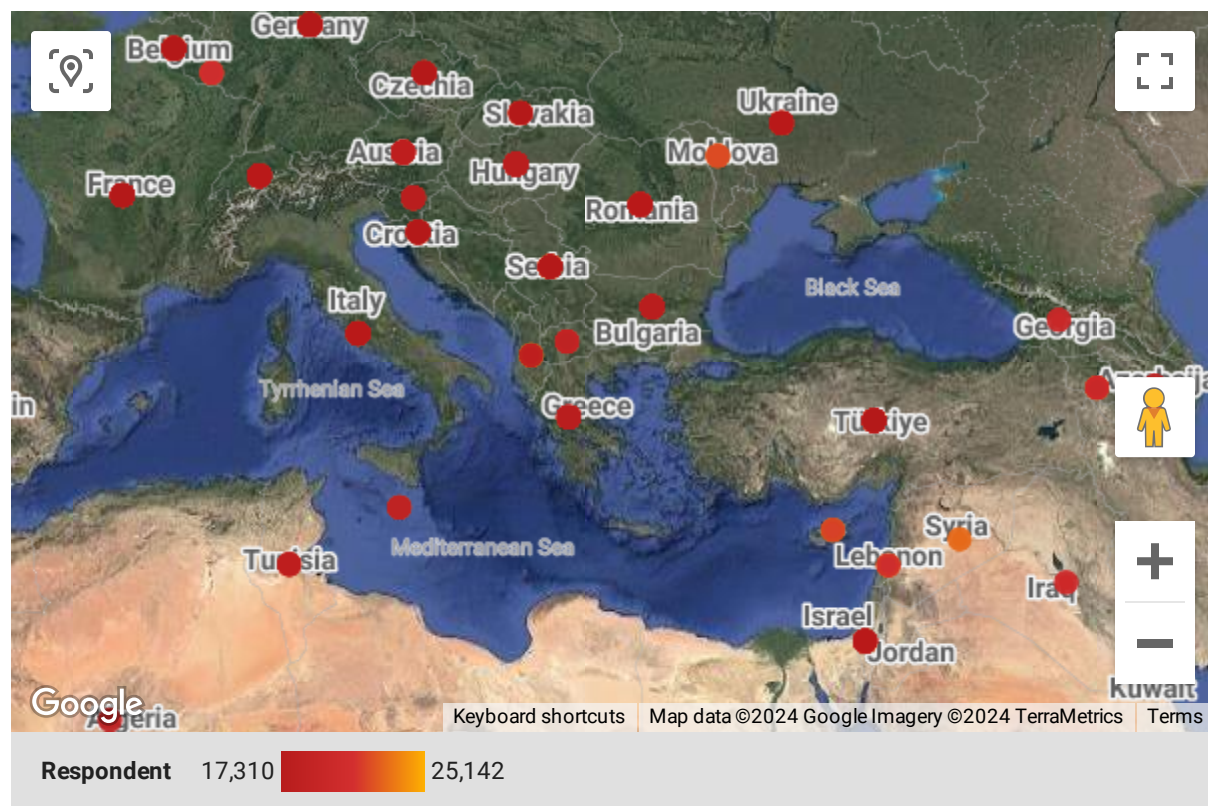 Germany
Belgium
Czechia
Slovakia
Ukraine
Austria
Moldova
Hungary
France
Romania
Croatia
Serbia
Black Sea
Italy
Georgia
Bulgaria
Tyrrhenian Sea
Azerbaija
in
Greece
Türkiye
Syria
Mediterranean Sea
Lebanon
Tunisia
Iraq
Israel
Jordan
Kuwait
Google
Algeria
Keyboard shortcuts Map data ©2024 Google Imagery ©2024 TerraMetrics Terms
Respondent 17,310 25,142